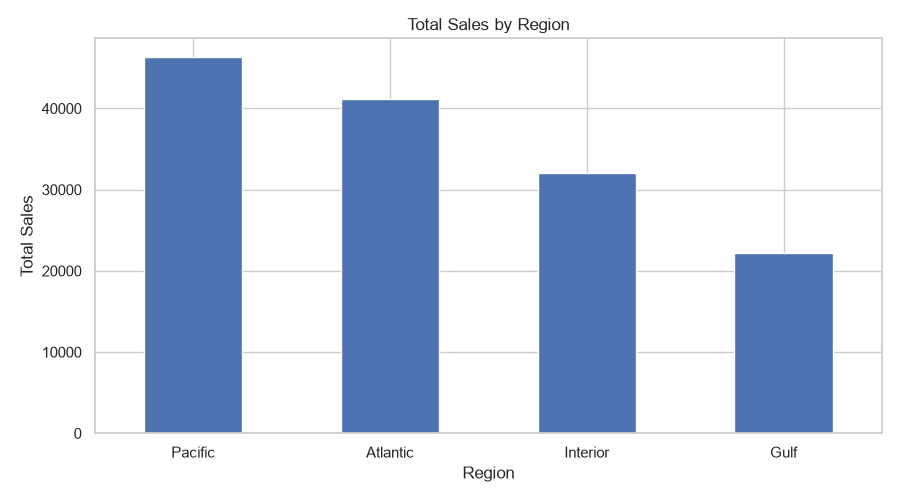 Total Sales by Region
Total Sales
40000
30000
20000
10000
0
Pacific Atlantic Interior Gulf
Region